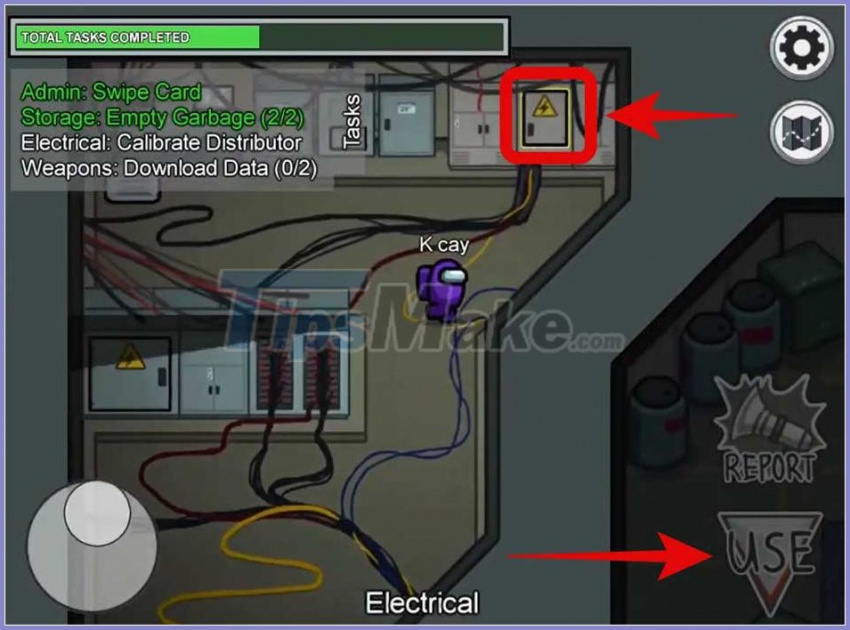 TOTAL TASKS COMPLETED
Admin: Swipe Card
Storage: Empty Garbage (2/2)
Electrical: Calibrate Distributor
Weapons: Download Data (0/2)
Tasks
K cay
TipsMake.com
REPORT
USE
Electrical